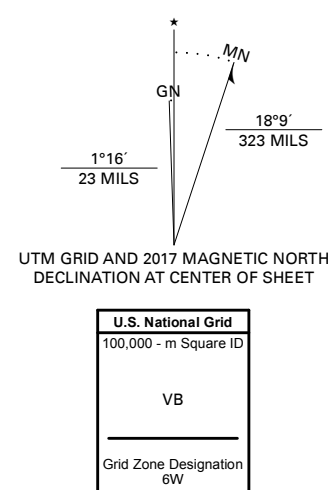 ★
MN
GN
18°9´
323 MILS
1°16´
23 MILS
UTM GRID AND 2017 MAGNETIC NORTH
DECLINATION AT CENTER OF SHEET
U.S. National Grid
100,000 - m Square ID
VB
Grid Zone Designation
6W